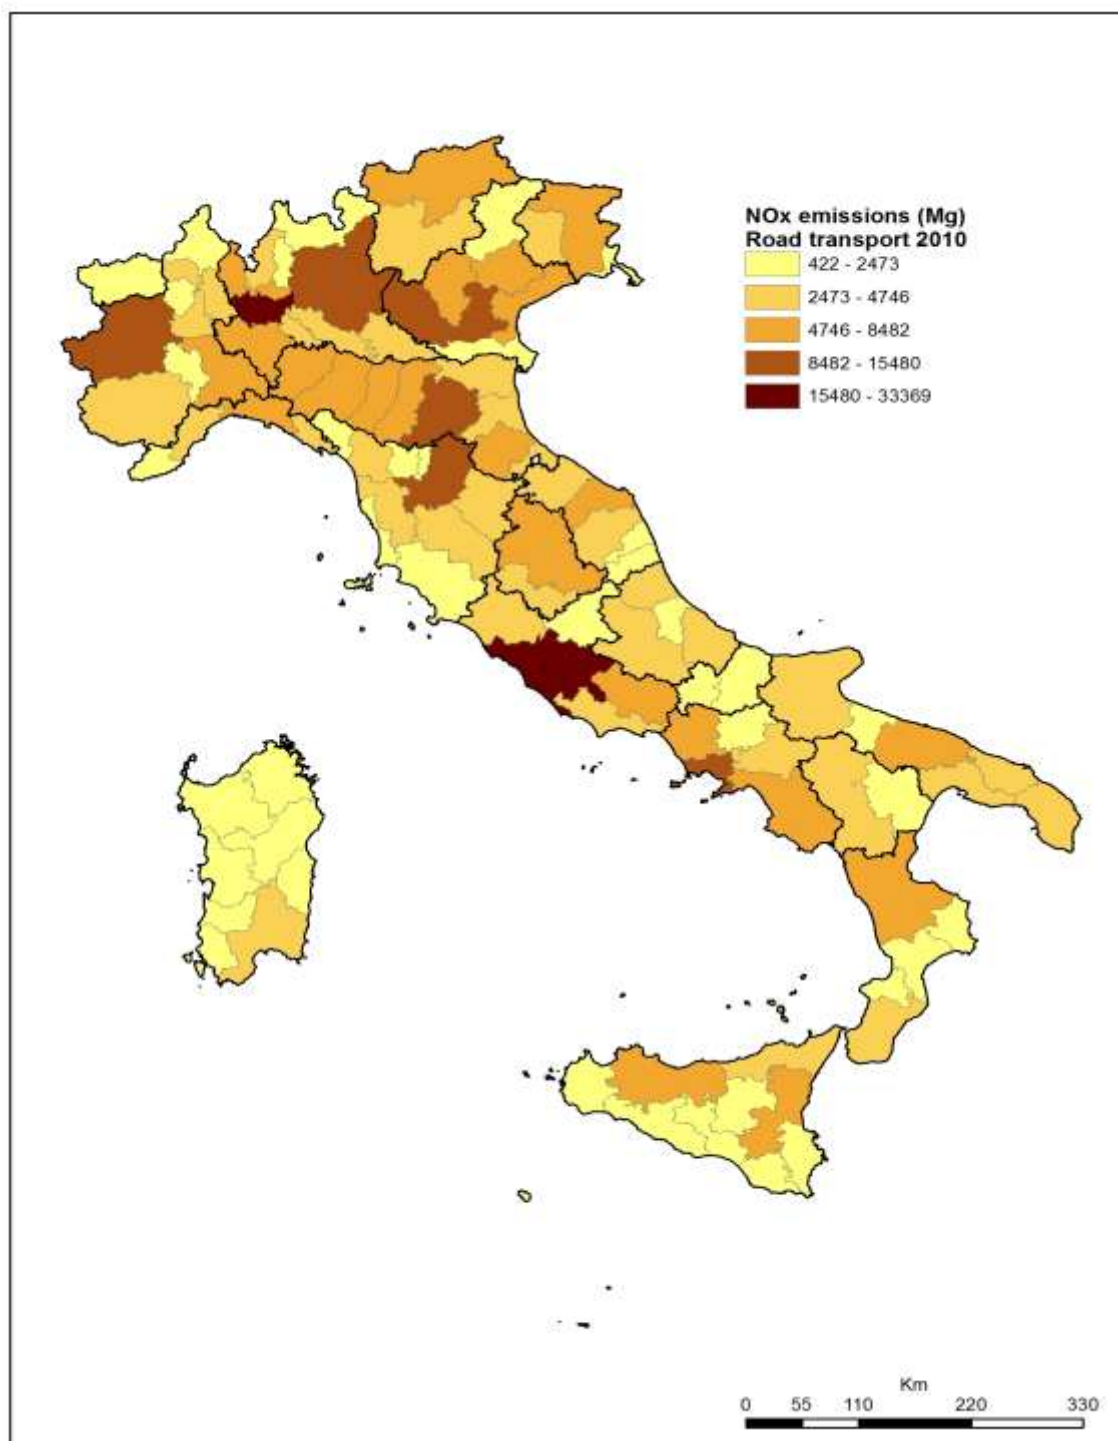 NOx emissions (Mg)
Road transport 2010
422 - 2473
2473 - 4746
4746 - 8482
8482 - 15480
15480 - 33369
Km
0 55 110 220 330